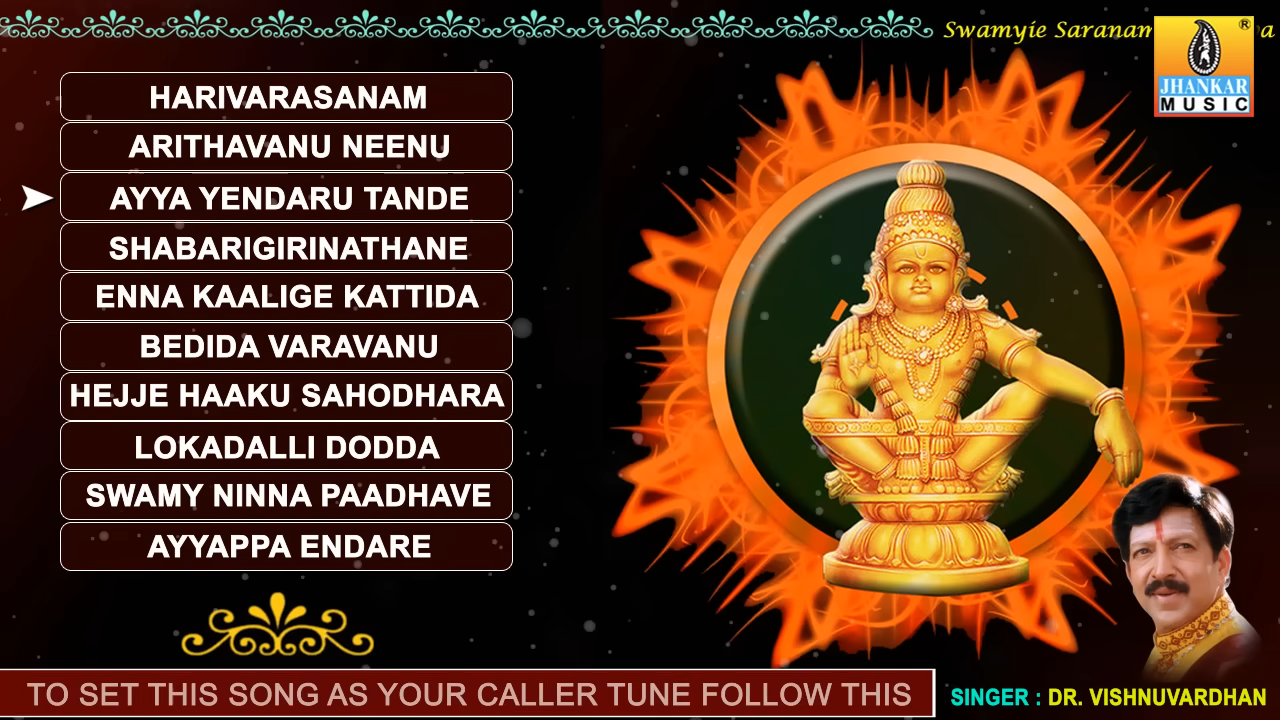 Swamyie Saranam
JHANKAR
MUSIC
HARIVARASANAM
ARITHAVANU NEENU
AYYA YENDARU TANDE
SHABARIGIRINATHANE
ENNA KAALIGE KATTIDA
BEDIDA VARAVANU
HEJJE HAAKU SAHODHARA
LOKADALLI DODDA
SWAMY NINNA PAADHAVE
AYYAPPA ENDARE
TO SET THIS SONG AS YOUR CALLER TUNE FOLLOW THIS
SINGER : DR. VISHNUVARDHAN